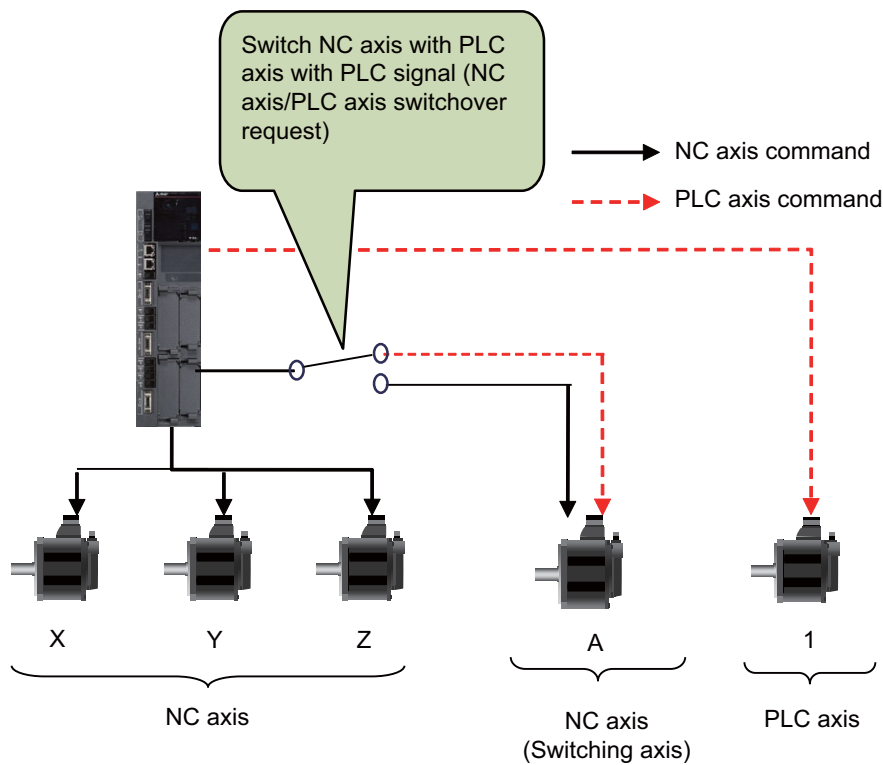 Switch NC axis with PLC
axis with PLC signal (NC
axis/PLC axis switchover
request)
NC axis command
PLC axis command
X
Y
Z
A
1
NC axis
NC axis
(Switching axis)
PLC axis